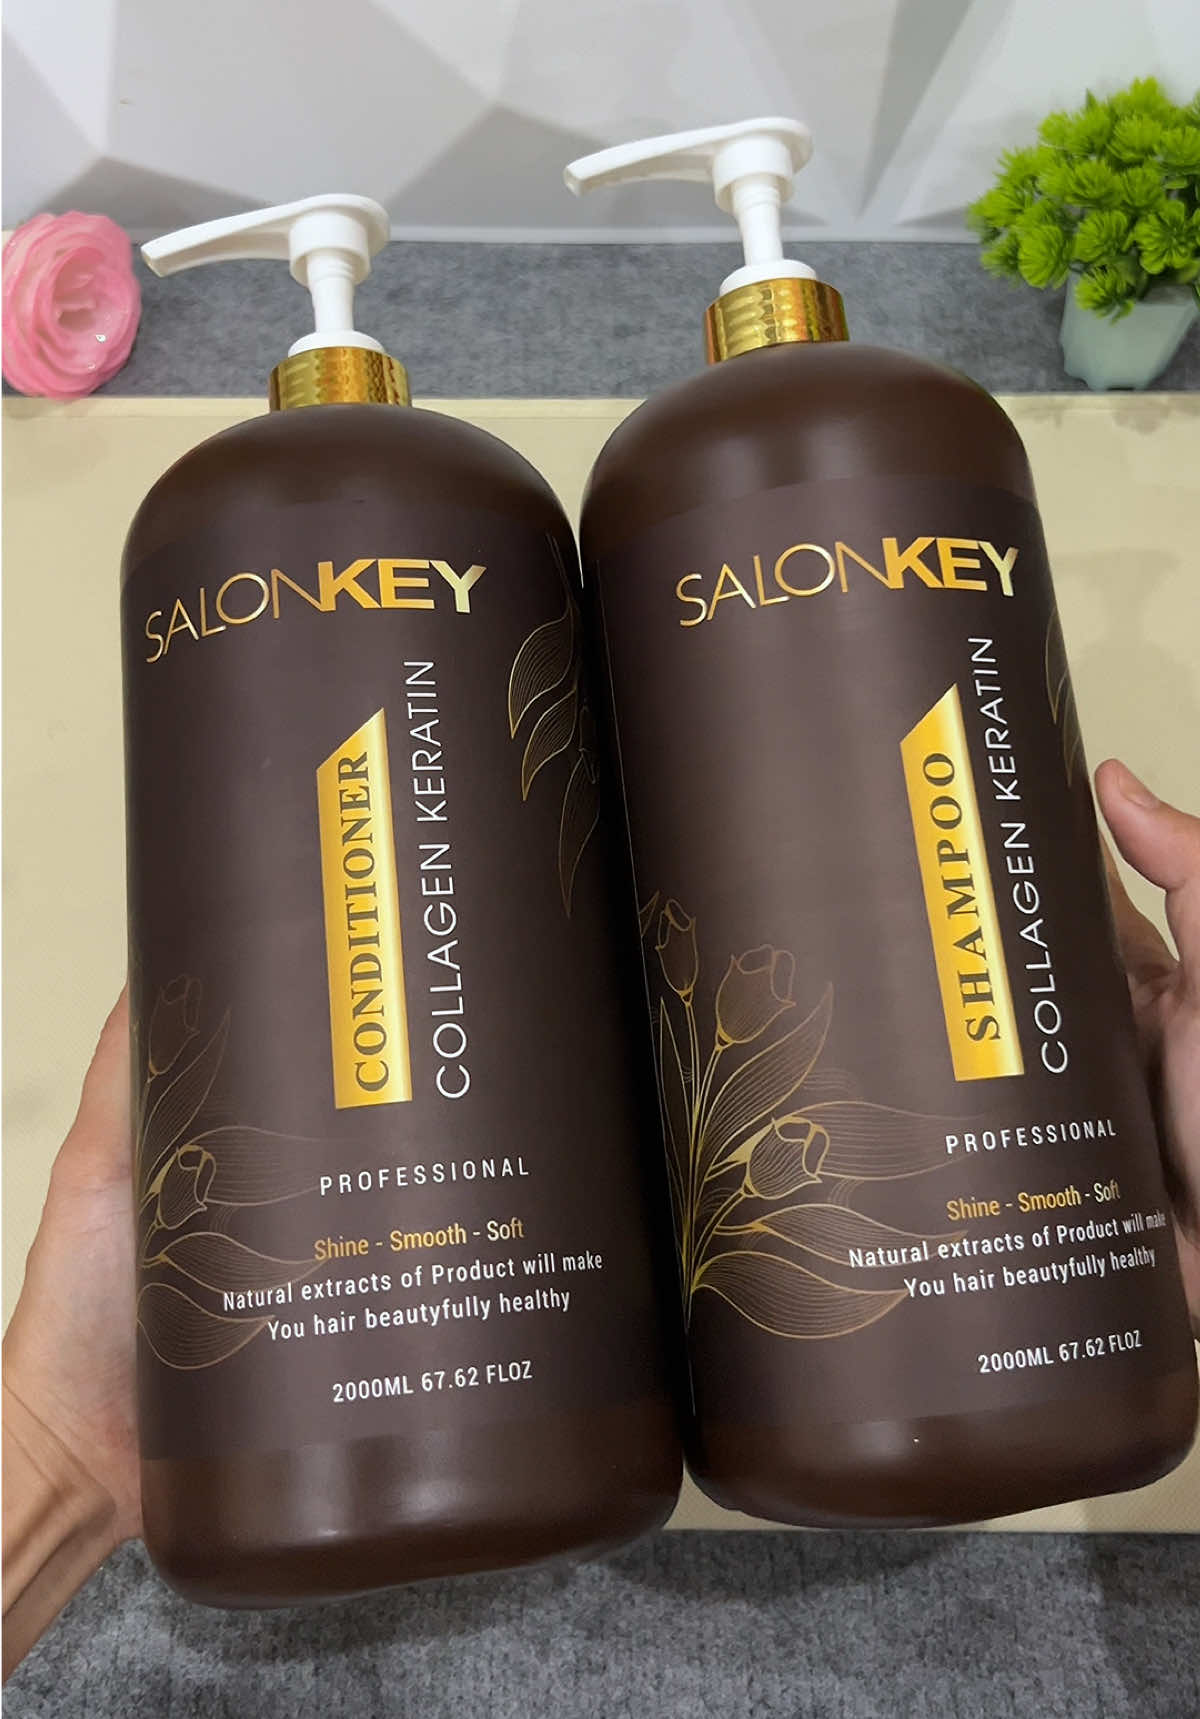 SALONKEY
CONDITIONER
COLLAGEN KERATIN
PROFESSIONAL
Shine - Smooth - Soft
Natural extracts of Product will make
You hair beautyfully healthy
2000ML 67.62 FLOZ
SALONKEY
SHAMPOO
COLLAGEN KERATIN
PROFESSIONAL
Shine - Smooth - Soft
Natural extracts of Product will make
You hair beautyfully healthy
2000ML 67.62 FLOZ